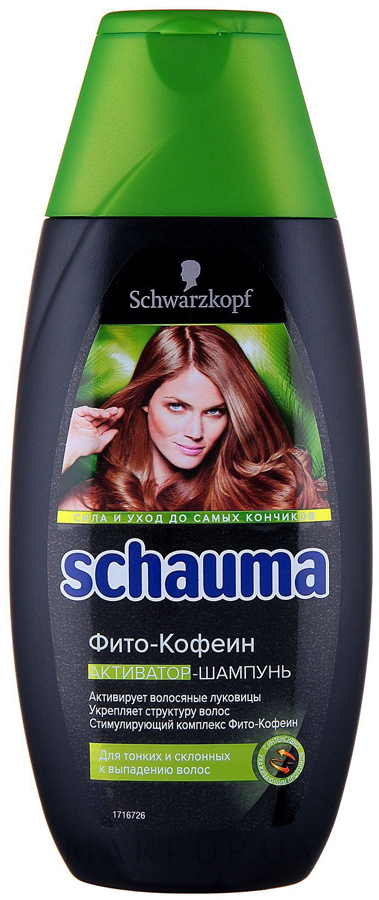 Schwarzkopf
СИЛА И УХОД ДО САМЫХ КОНЧИКОВ
schauma
Фито-Кофеин
АКТИВАТОР-ШАМПУНЬ
Активирует волосяные луковицы
Укрепляет структуру волос
Стимулирующий комплекс Фито-Кофеин
Для тонких и склонных
к выпадению волос
1716726